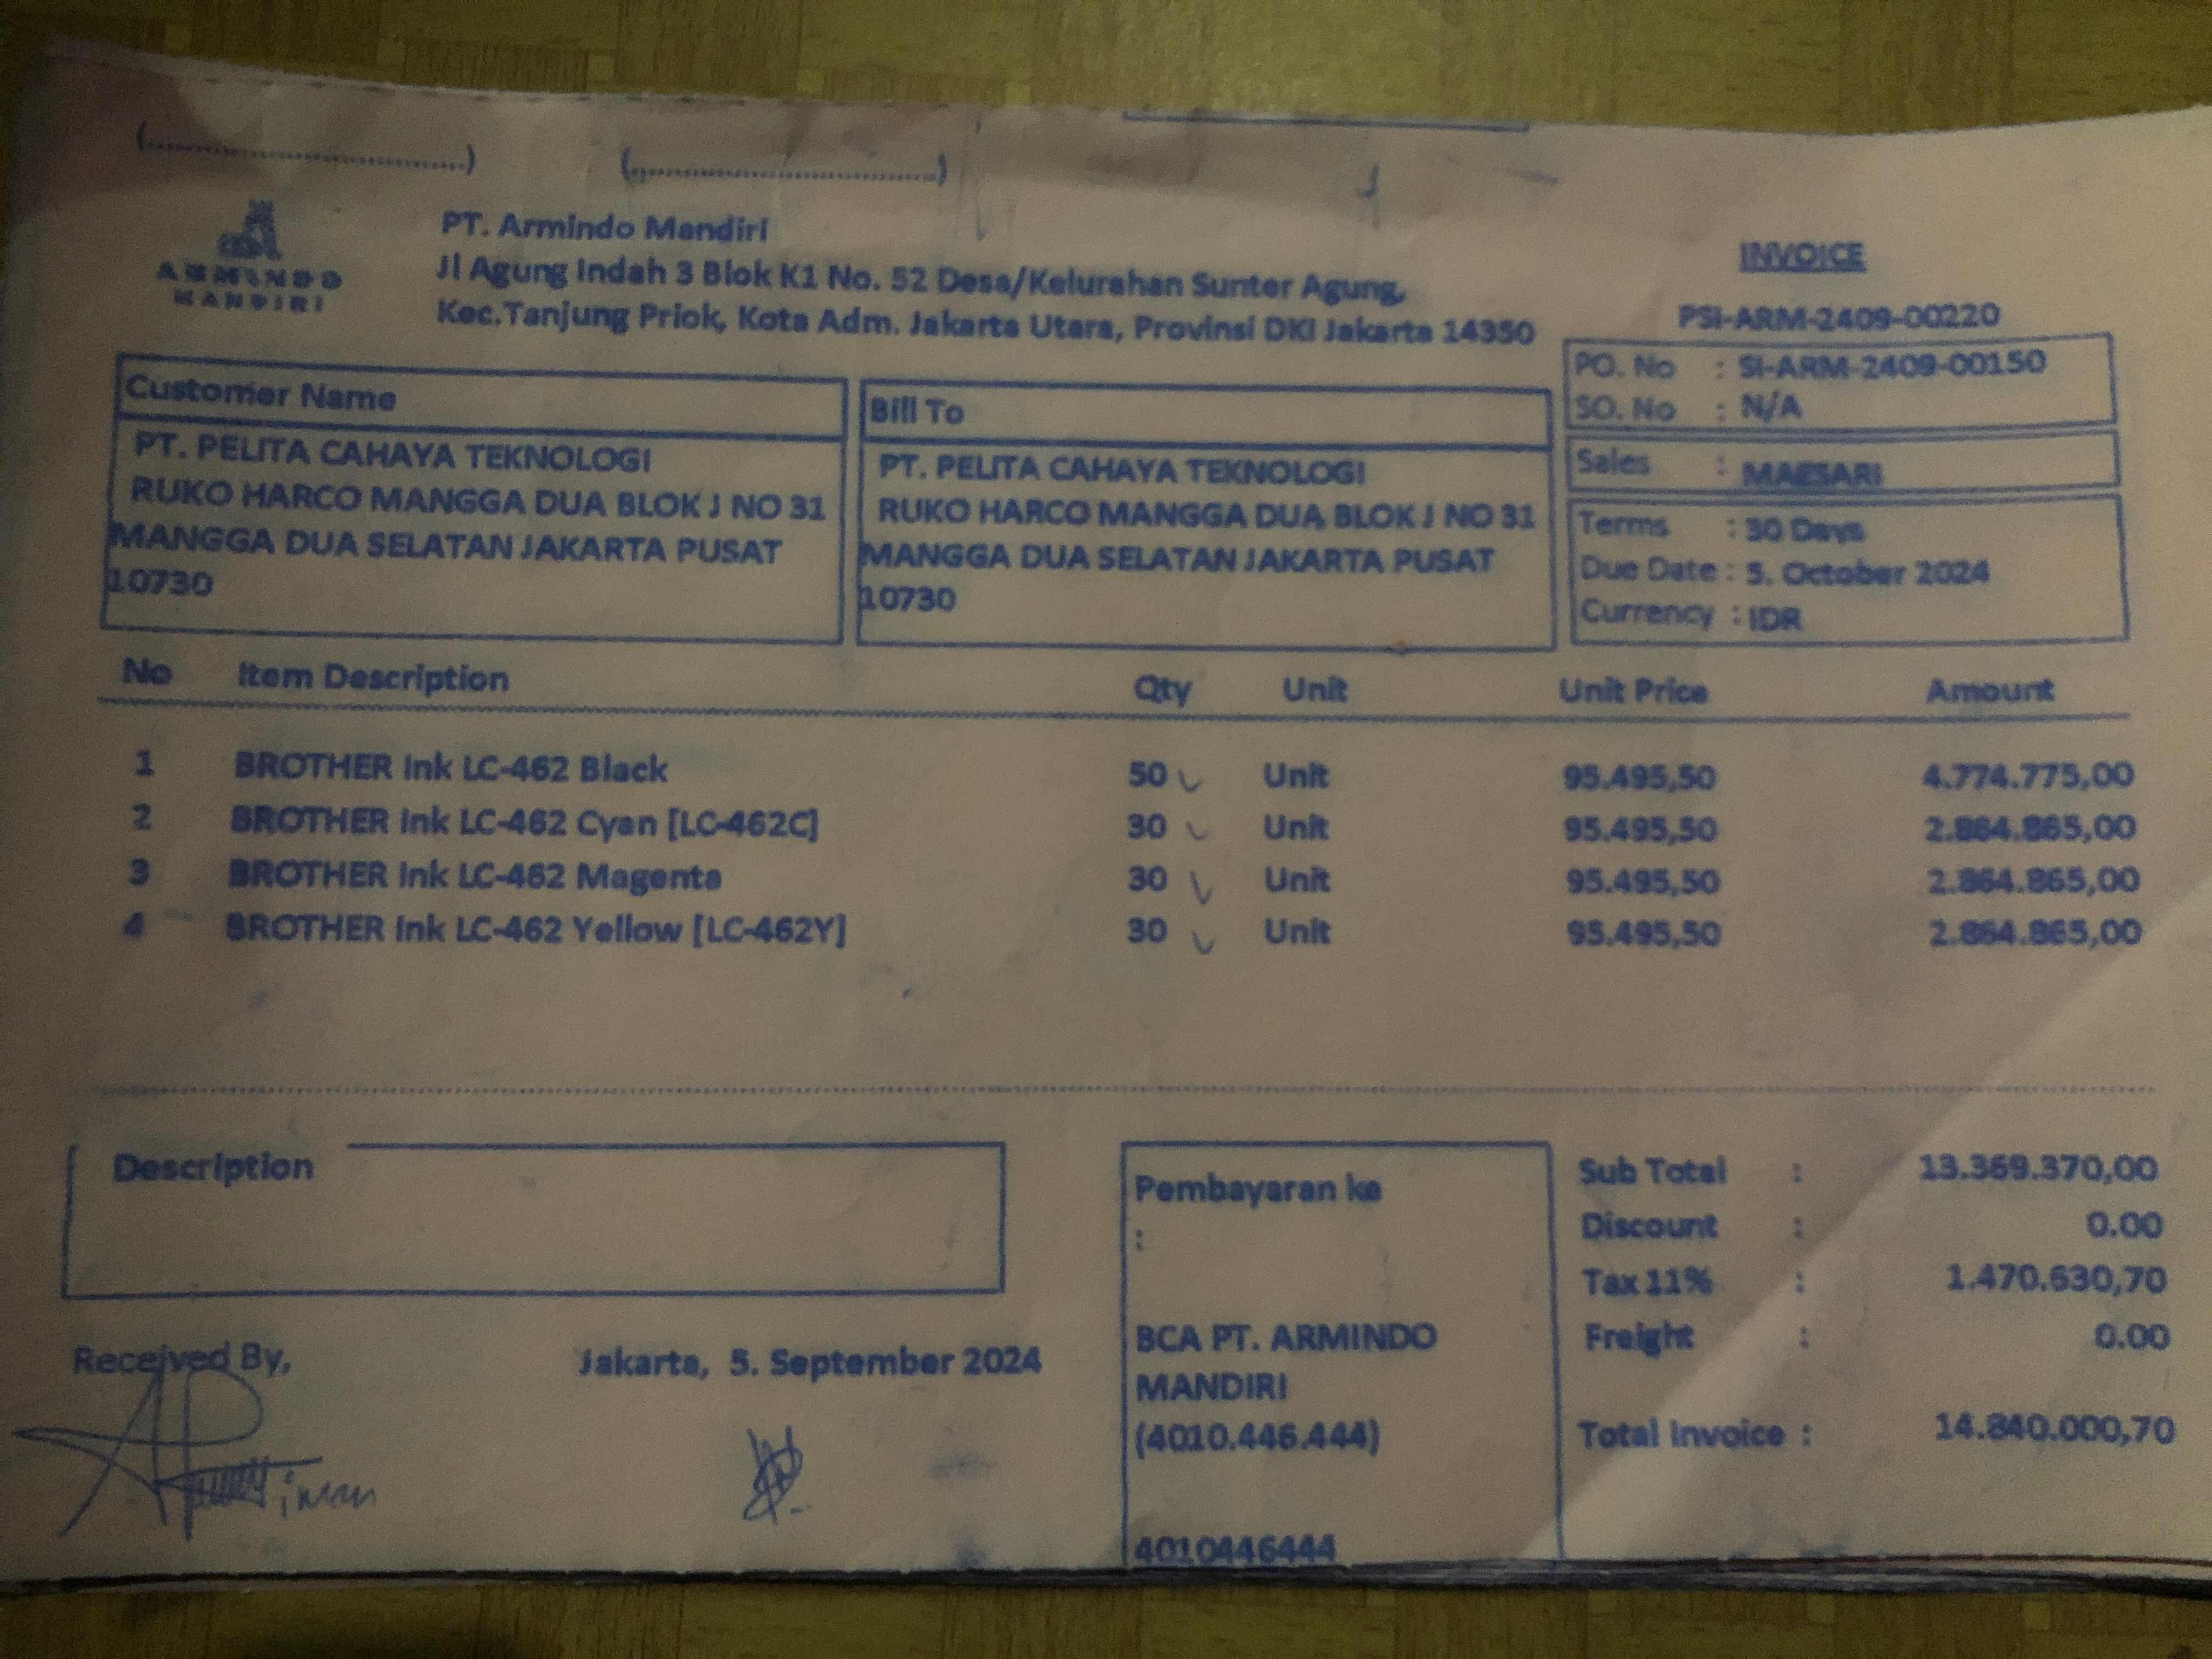 (..............................) (..............................)
ARMINDO
MANDIRI
PT. Armindo Mandiri
Jl Agung Indah 3 Blok K1 No. 52 Desa/Kelurahan Sunter Agung,
Kec.Tanjung Priok, Kota Adm. Jakarta Utara, Provinsi DKI Jakarta 14350
INVOICE
PSI-ARM-2409-00220
PO. No : SI-ARM-2409-00150
SO. No : N/A
Sales : MAESARI
Terms : 30 Days
Due Date : 5. October 2024
Currency : IDR
Customer Name
PT. PELITA CAHAYA TEKNOLOGI
RUKO HARCO MANGGA DUA BLOK J NO 31
MANGGA DUA SELATAN JAKARTA PUSAT
10730
Bill To
PT. PELITA CAHAYA TEKNOLOGI
RUKO HARCO MANGGA DUA BLOK J NO 31
MANGGA DUA SELATAN JAKARTA PUSAT
10730
No Item Description Qty Unit Unit Price Amount
1 BROTHER Ink LC-462 Black 50 Unit 95.495,50 4.774.775,00
2 BROTHER Ink LC-462 Cyan [LC-462C] 30 Unit 95.495,50 2.864.865,00
3 BROTHER Ink LC-462 Magenta 30 Unit 95.495,50 2.864.865,00
4 BROTHER Ink LC-462 Yellow [LC-462Y] 30 Unit 95.495,50 2.864.865,00
Description
Received By,
Jakarta, 5. September 2024
Pembayaran ke
:
BCA PT. ARMINDO
MANDIRI
(4010.446.444)
4010446444
Sub Total : 13.369.370,00
Discount : 0.00
Tax 11% : 1.470.630,70
Freight : 0.00
Total Invoice : 14.840.000,70